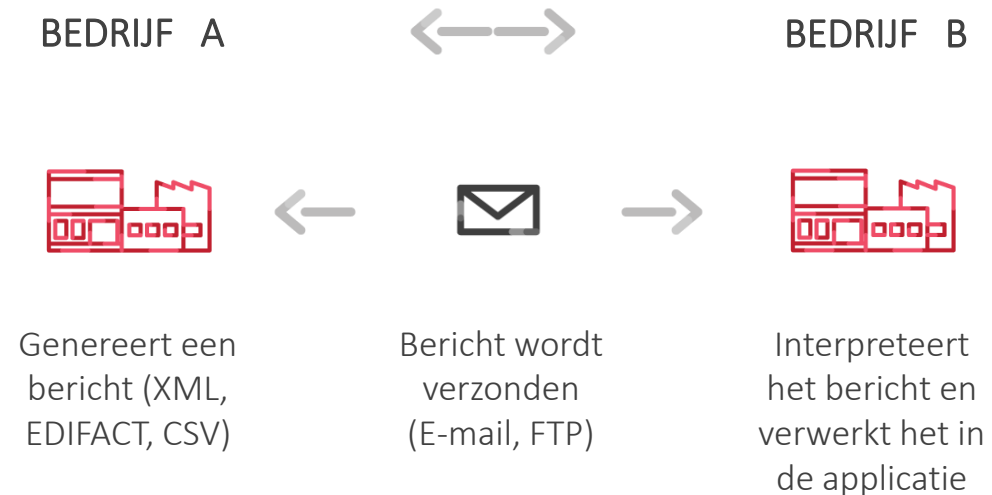 BEDRIJF A
BEDRIJF B
Genereert een
bericht (XML,
EDIFACT, CSV)
Bericht wordt
verzonden
(E-mail, FTP)
Interpreteert
het bericht en
verwerkt het in
de applicatie